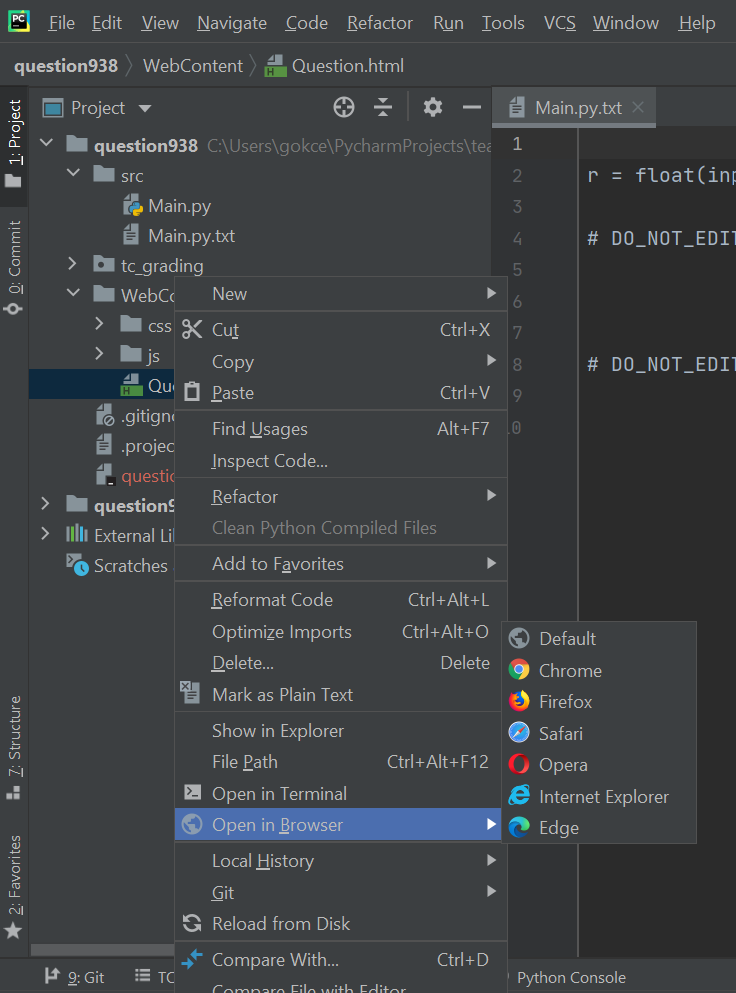 PC File Edit View Navigate Code Refactor Run Tools VCS Window Help
question938 WebContent Question.html
Project
Main.py.txt
1: Project
0: Commit
7: Structure
2: Favorites
question938 C:\Users\gokce\PycharmProjects\tea
src
Main.py
Main.py.txt
tc_grading
WebCo
css
js
Que
.gitigno
.projec
questio
question9
External Li
Scratches
1
2 r = float(inp
3
4 # DO_NOT_EDIT
5
6
7
8 # DO_NOT_EDIT
9
10
New
Cut Ctrl+X
Copy
Paste Ctrl+V
Find Usages Alt+F7
Inspect Code...
Refactor
Clean Python Compiled Files
Add to Favorites
Reformat Code Ctrl+Alt+L
Optimize Imports Ctrl+Alt+O
Delete... Delete
Mark as Plain Text
Show in Explorer
File Path Ctrl+Alt+F12
Open in Terminal
Open in Browser
Local History
Git
Reload from Disk
Compare With... Ctrl+D
Compare File with Editor
Default
Chrome
Firefox
Safari
Opera
Internet Explorer
Edge
9: Git TO Python Console